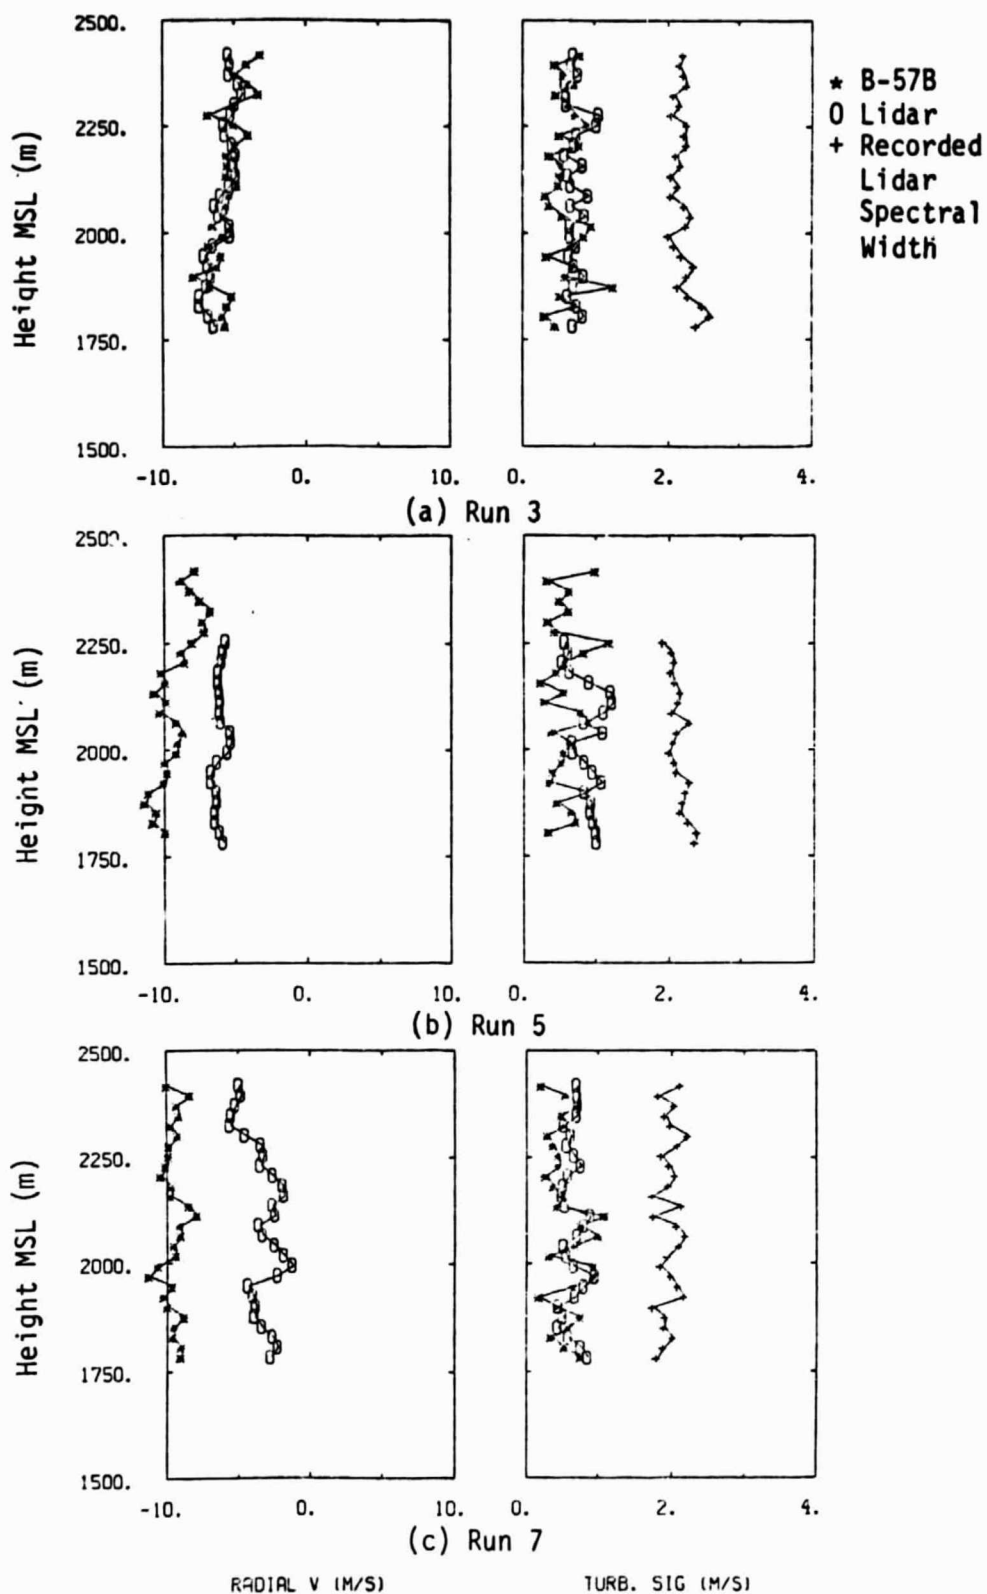 2500.
2250.
2000.
1750.
1500.
Height MSL (m)
-10. 0. 10.
0. 2. 4.
* B-57B
0 Lidar
+ Recorded
Lidar
Spectral
Width
(a) Run 3
2500.
2250.
2000.
1750.
1500.
Height MSL (m)
-10. 0. 10.
0. 2. 4.
(b) Run 5
2500.
2250.
2000.
1750.
1500.
Height MSL (m)
-10. 0. 10.
0. 2. 4.
(c) Run 7
RADIAL V (M/S)
TURB. SIG (M/S)